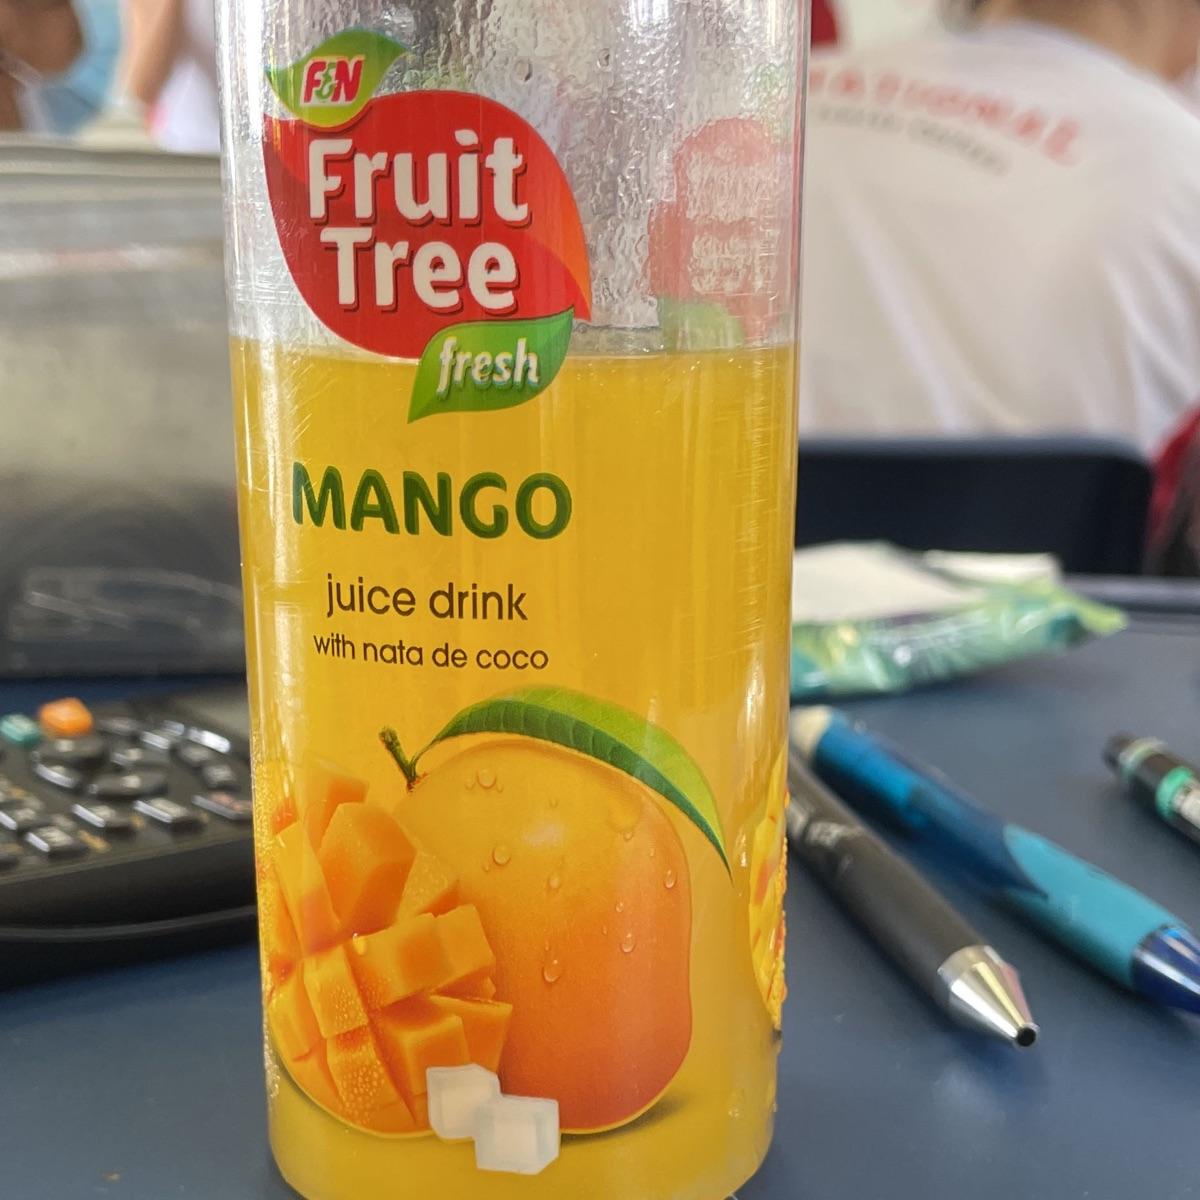 F&N
Fruit
Tree
fresh
MANGO
juice drink
with nata de coco